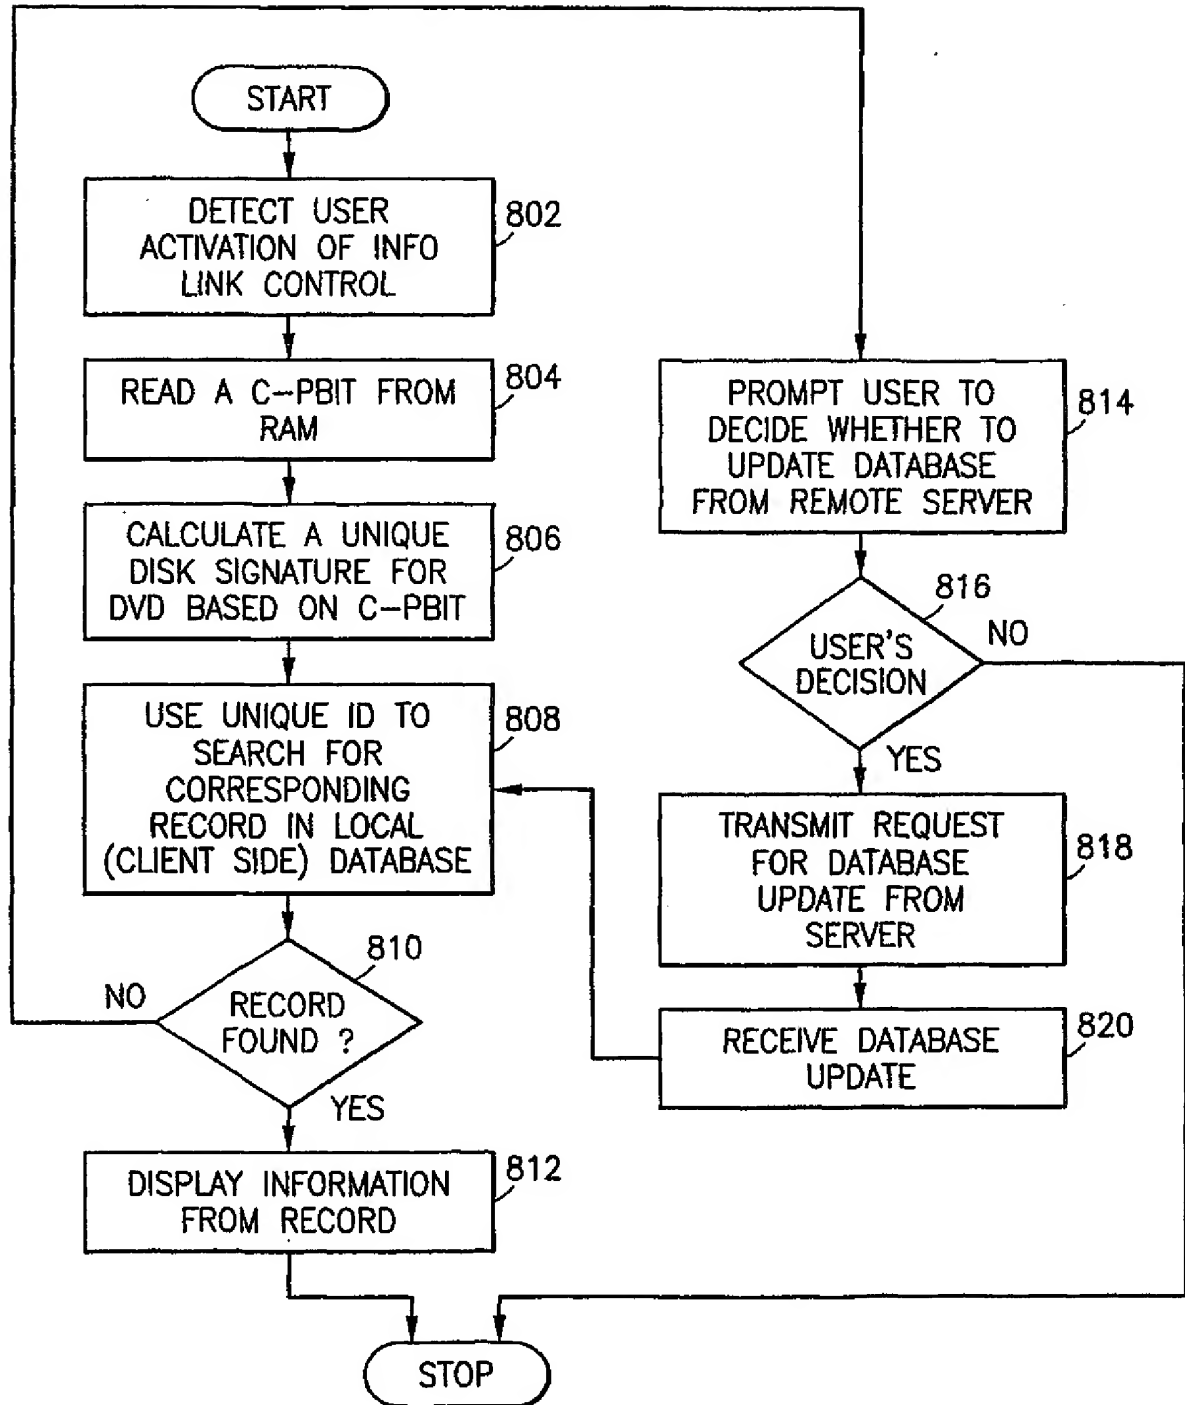 START
DETECT USER
ACTIVATION OF INFO
LINK CONTROL
802
READ A C-PBIT FROM
RAM
804
CALCULATE A UNIQUE
DISK SIGNATURE FOR
DVD BASED ON C-PBIT
806
USE UNIQUE ID TO
SEARCH FOR
CORRESPONDING
RECORD IN LOCAL
(CLIENT SIDE) DATABASE
808
RECORD
FOUND ?
810
NO
YES
DISPLAY INFORMATION
FROM RECORD
812
PROMPT USER TO
DECIDE WHETHER TO
UPDATE DATABASE
FROM REMOTE SERVER
814
USER'S
DECISION
816
NO
YES
TRANSMIT REQUEST
FOR DATABASE
UPDATE FROM
SERVER
818
RECEIVE DATABASE
UPDATE
820
STOP